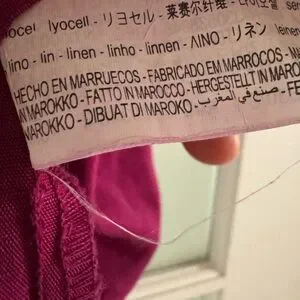 lyocell - リヨセル - 莱赛尔纤维 -
lino - lin - linen - linho - linnen - ΛΙΝΟ - リネン -
HECHO EN MARRUECOS - FABRICADO EM MARROCOS -
IN MAROKKO - FATTO IN MAROCCO - HERGESTELLT IN MAROKKO
MAROKKO - DIBUAT DI MAROKO - صنع في المغرب